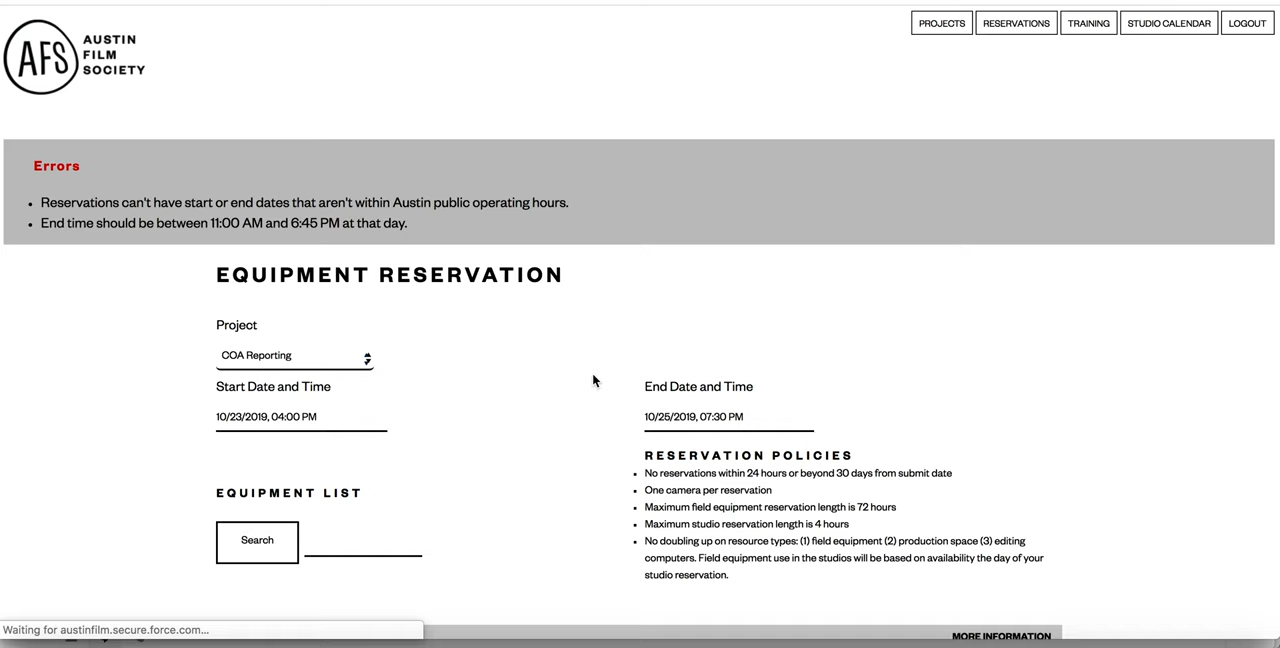 PROJECTS
RESERVATIONS
TRAINING
STUDIO CALENDAR
LOGOUT
AFS
AUSTIN
FILM
SOCIETY
Errors
Reservations can't have start or end dates that aren't within Austin public operating hours.
End time should be between 11:00 AM and 6:45 PM at that day.
EQUIPMENT RESERVATION
Project
COA Reporting
Start Date and Time
10/23/2019, 04:00 PM
End Date and Time
10/25/2019, 07:30 PM
RESERVATION POLICIES
No reservations within 24 hours or beyond 30 days from submit date
One camera per reservation
Maximum field equipment reservation length is 72 hours
Maximum studio reservation length is 4 hours
No doubling up on resource types: (1) field equipment (2) production space (3) editing
computers. Field equipment use in the studios will be based on availability the day of your
studio reservation.
EQUIPMENT LIST
Search
Waiting for austinfilm.secure.force.com...
MORE INFORMATION